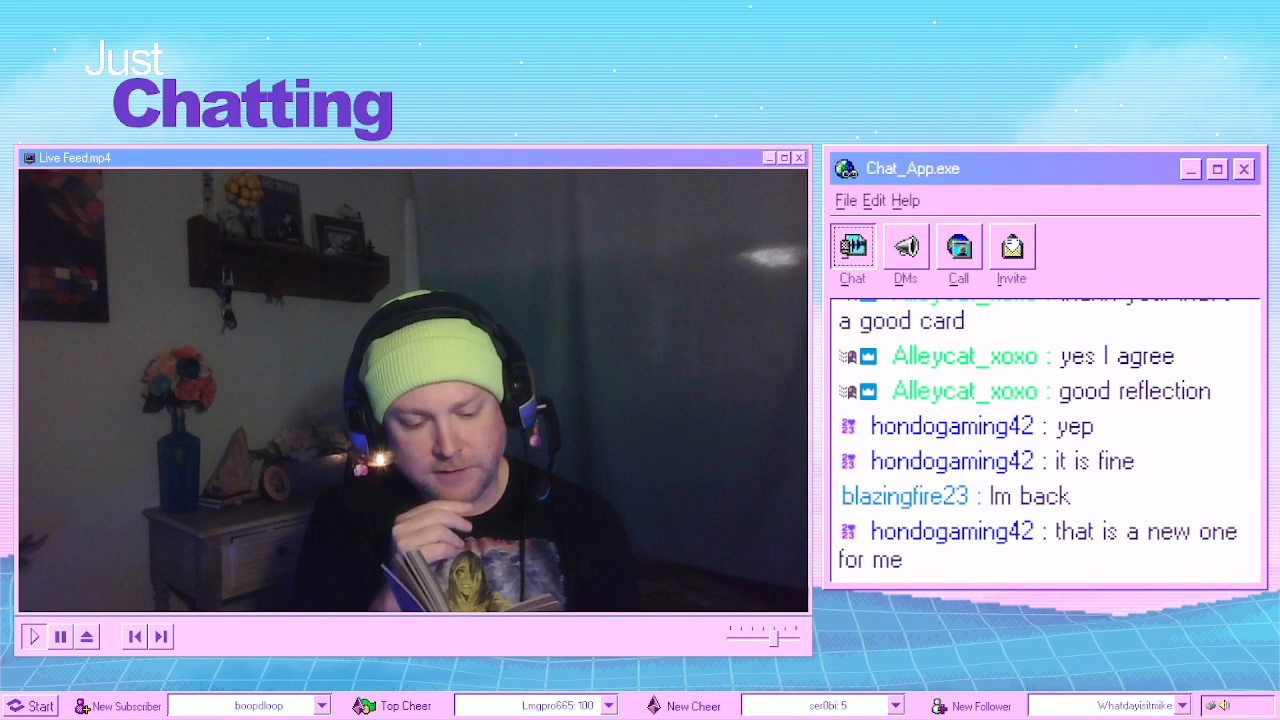 Just
Chatting
Live Feed.mp4
Chat_App.exe
File Edit Help
Chat DMs Call Invite
Alleycat_xoxo :
a good card
Alleycat_xoxo : yes I agree
Alleycat_xoxo : good reflection
hondogaming42 : yep
hondogaming42 : it is fine
blazingfire23 : Im back
hondogaming42 : that is a new one
for me
Start New Subscriber boopdloop Top Cheer Lmgpro665: 100 New Cheer ser0bi: 5 New Follower Whatdayisitmike